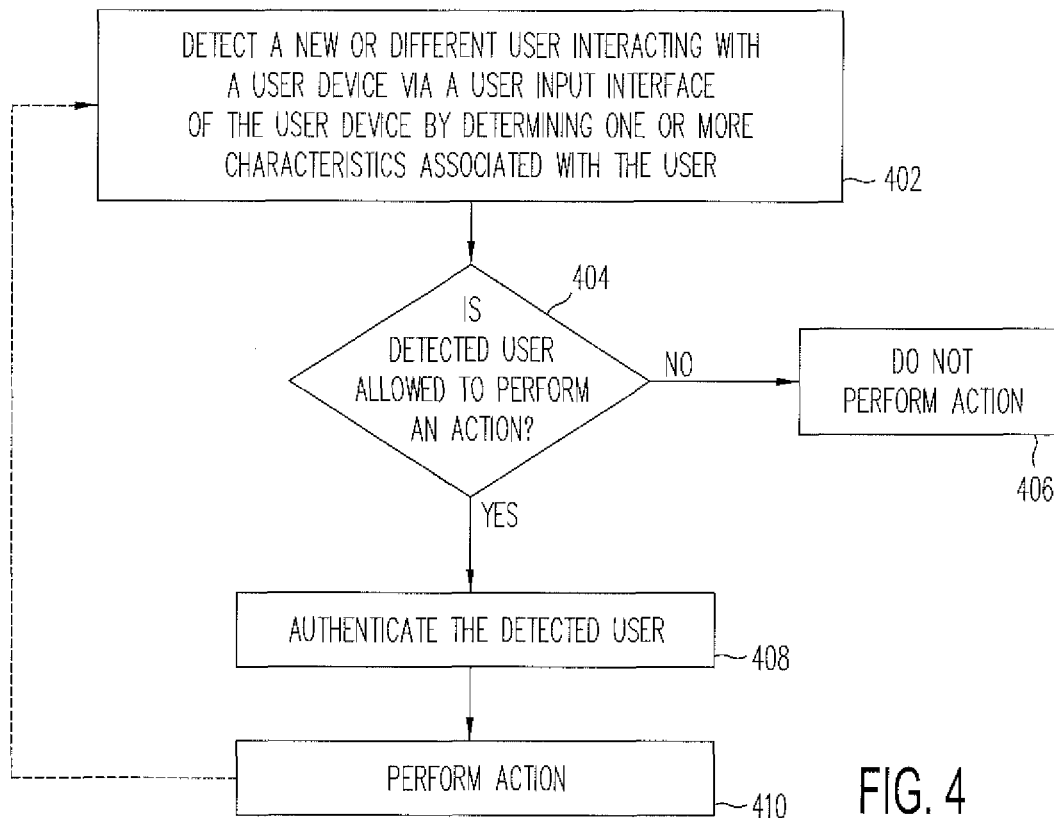 DETECT A NEW OR DIFFERENT USER INTERACTING WITH
A USER DEVICE VIA A USER INPUT INTERFACE
OF THE USER DEVICE BY DETERMINING ONE OR MORE
CHARACTERISTICS ASSOCIATED WITH THE USER
402
404
IS
DETECTED USER
ALLOWED TO PERFORM
AN ACTION?
NO
DO NOT
PERFORM ACTION
406
YES
AUTHENTICATE THE DETECTED USER
408
PERFORM ACTION
410
FIG. 4